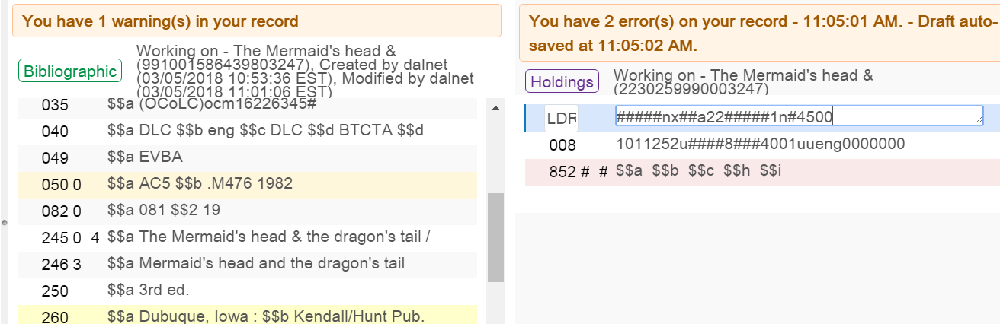 You have 1 warning(s) in your record
Bibliographic
Working on - The Mermaid's head &
(991001586439803247), Created by dalnet
(03/05/2018 10:53:36 EST), Modified by dalnet
(03/05/2018 11:01:06 EST)
035 $$a (OCoLC)ocm16226345#
040 $$a DLC $$b eng $$c DLC $$d BTCTA $$d
049 $$a EVBA
050 0 $$a AC5 $$b .M476 1982
082 0 $$a 081 $$2 19
245 0 4 $$a The Mermaid's head & the dragon's tail /
246 3 $$a Mermaid's head and the dragon's tail
250 $$a 3rd ed.
260 $$a Dubuque, Iowa : $$b Kendall/Hunt Pub.
You have 2 error(s) on your record - 11:05:01 AM. - Draft auto-
saved at 11:05:02 AM.
Holdings
Working on - The Mermaid's head &
(2230259990003247)
LDR #####nx##a22#####1n#4500
008 1011252u####8###4001uueng0000000
852 # # $$a $$b $$c $$h $$i